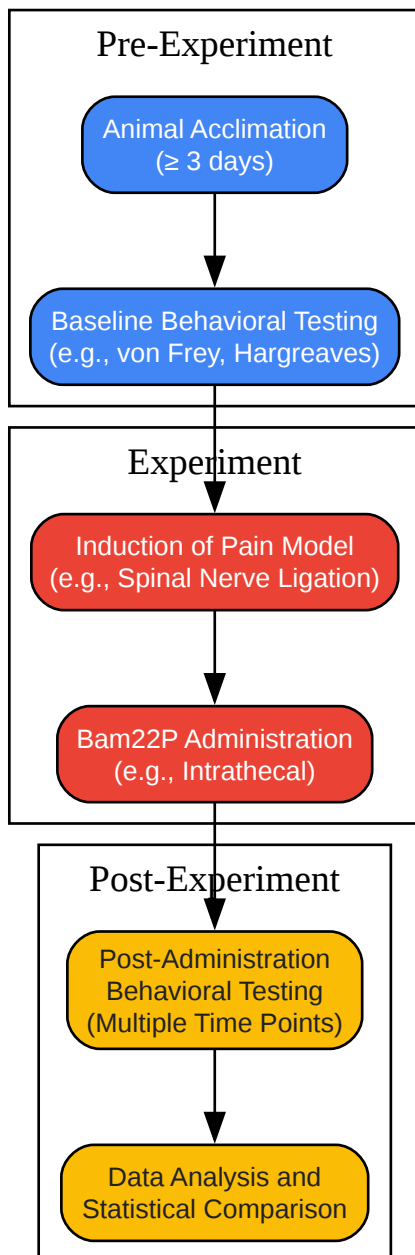 Pre-Experiment
Animal Acclimation
(≥ 3 days)
Baseline Behavioral Testing
(e.g., von Frey, Hargreaves)
Experiment
Induction of Pain Model
(e.g., Spinal Nerve Ligation)
Bam22P Administration
(e.g., Intrathecal)
Post-Experiment
Post-Administration
Behavioral Testing
(Multiple Time Points)
Data Analysis and
Statistical Comparison